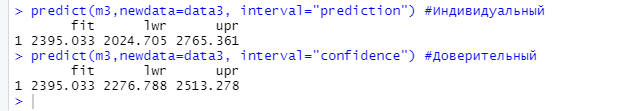 > predict(m3,newdata=data3, interval="prediction") #Индивидуальный
fit lwr upr
1 2395.033 2024.705 2765.361
> predict(m3,newdata=data3, interval="confidence") #Доверительный
fit lwr upr
1 2395.033 2276.788 2513.278
>